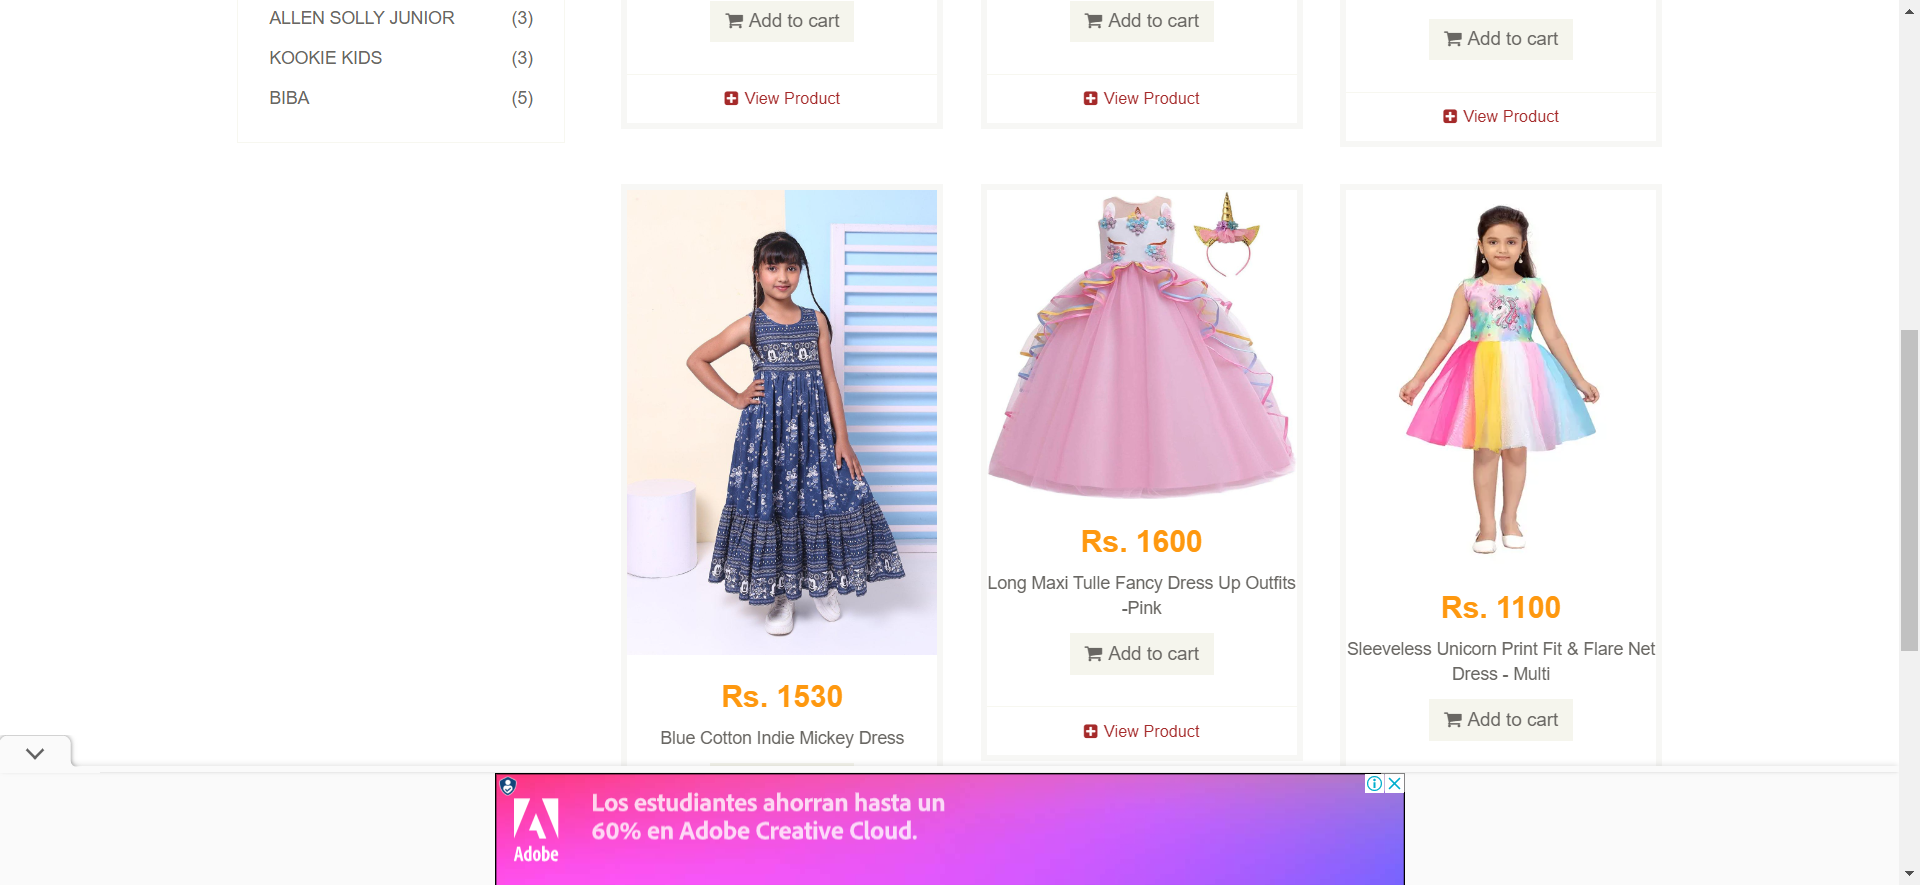 ALLEN SOLLY JUNIOR (3)
KOOKIE KIDS (3)
BIBA (5)
Add to cart
View Product
Add to cart
View Product
Add to cart
View Product
Rs. 1530
Blue Cotton Indie Mickey Dress
Rs. 1600
Long Maxi Tulle Fancy Dress Up Outfits
-Pink
Add to cart
View Product
Rs. 1100
Sleeveless Unicorn Print Fit & Flare Net
Dress - Multi
Add to cart
Adobe
Los estudiantes ahorran hasta un
60% en Adobe Creative Cloud.